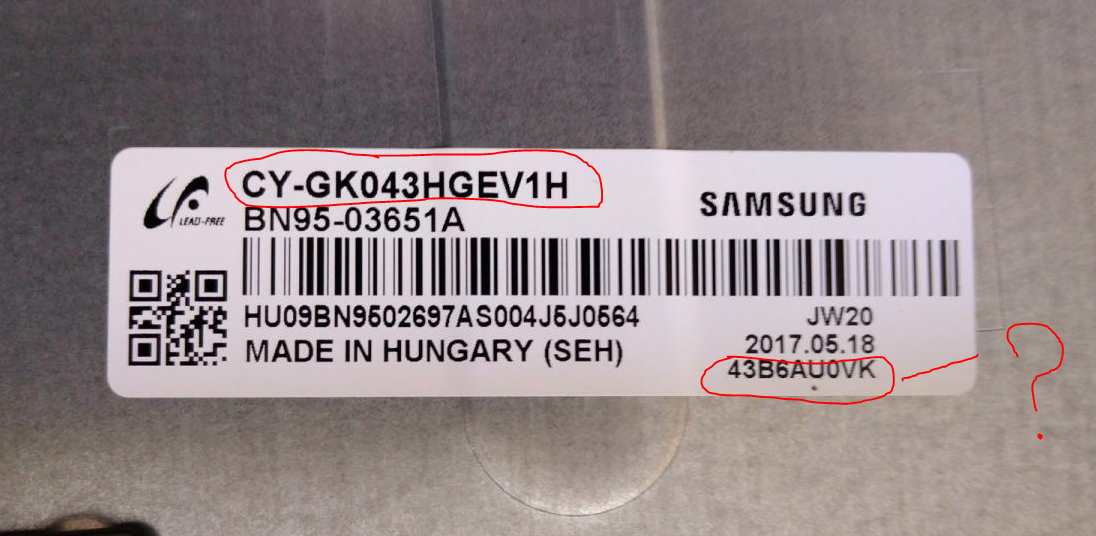 CY-GK043HGEV1H
BN95-03651A
SAMSUNG
LEAD-FREE
HU09BN9502697AS004J5J0564
MADE IN HUNGARY (SEH)
JW20
2017.05.18
43B6AU0VK
?